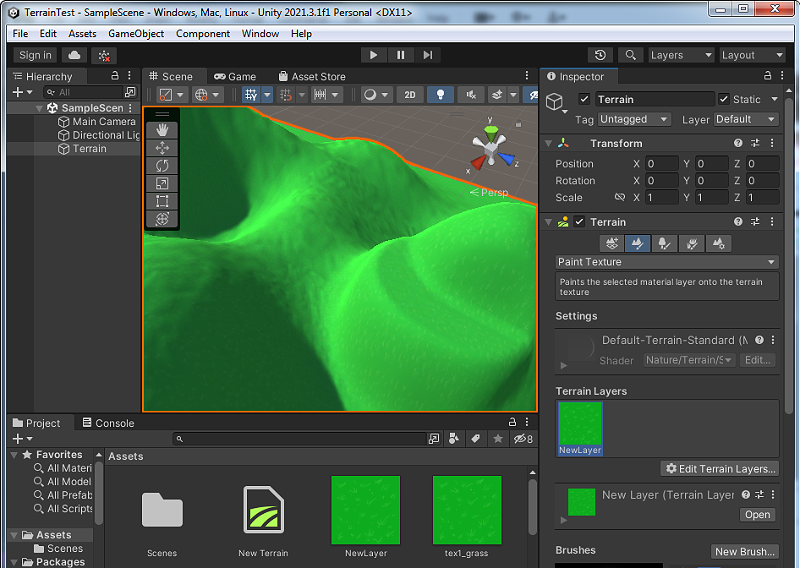 TerrainTest - SampleScene - Windows, Mac, Linux - Unity 2021.3.1f1 Personal <DX11>
File Edit Assets GameObject Component Window Help
Sign in
Layers
Layout
Hierarchy
All
SampleScen
Main Camera
Directional Lig
Terrain
Scene
Game
Asset Store
2D
y
x
z
Persp
Inspector
Terrain
Static
Tag Untagged Layer Default
Transform
Position X 0 Y 0 Z 0
Rotation X 0 Y 0 Z 0
Scale X 1 Y 1 Z 1
Terrain
Paint Texture
Paints the selected material layer onto the terrain
texture
Settings
Default-Terrain-Standard (M
Shader Nature/Terrain/S Edit...
Terrain Layers
NewLayer
Edit Terrain Layers...
New Layer (Terrain Layer
Open
Brushes
New Brush...
Project
Console
8
Favorites
All Materi
All Model
All Prefab
All Scripts
Assets
Scenes
Packages
Assets
Scenes
New Terrain
NewLayer
tex1_grass